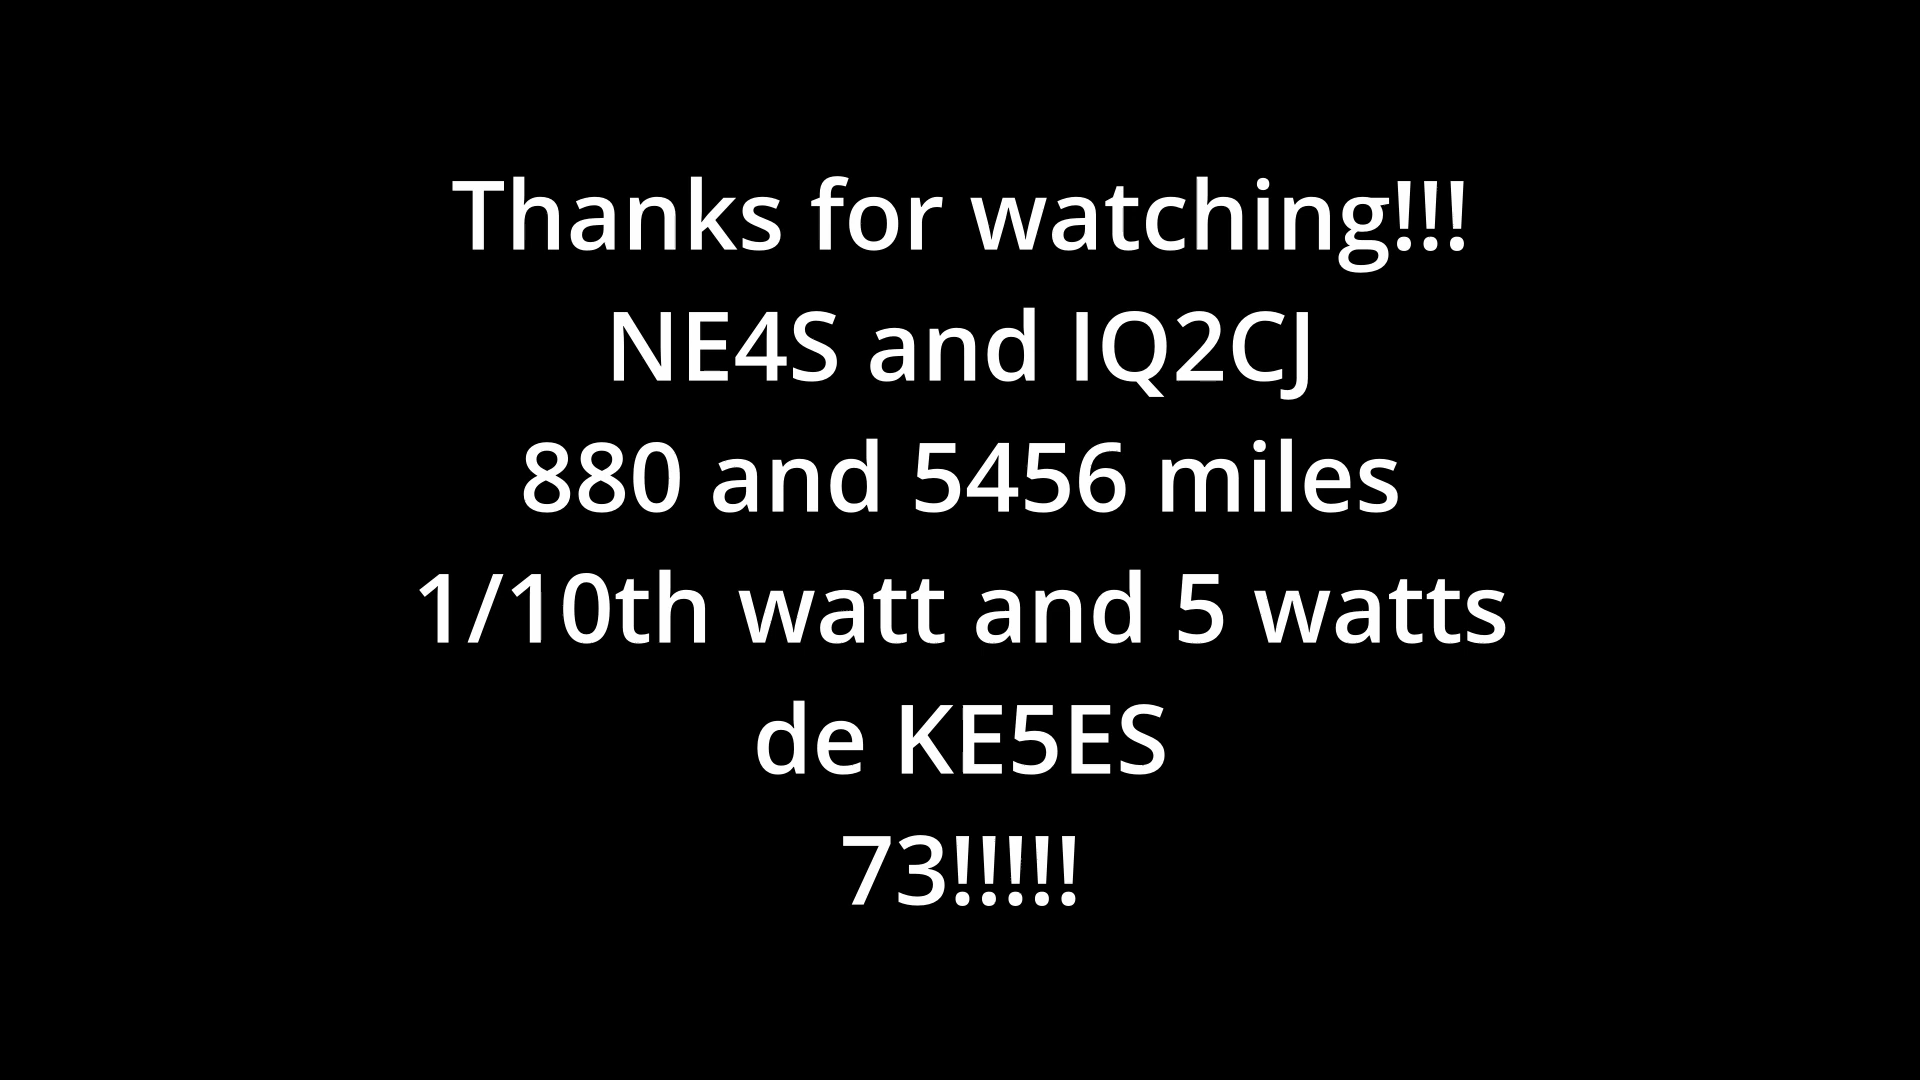 Thanks for watching!!!
NE4S and IQ2CJ
880 and 5456 miles
1/10th watt and 5 watts
de KE5ES
73!!!!!